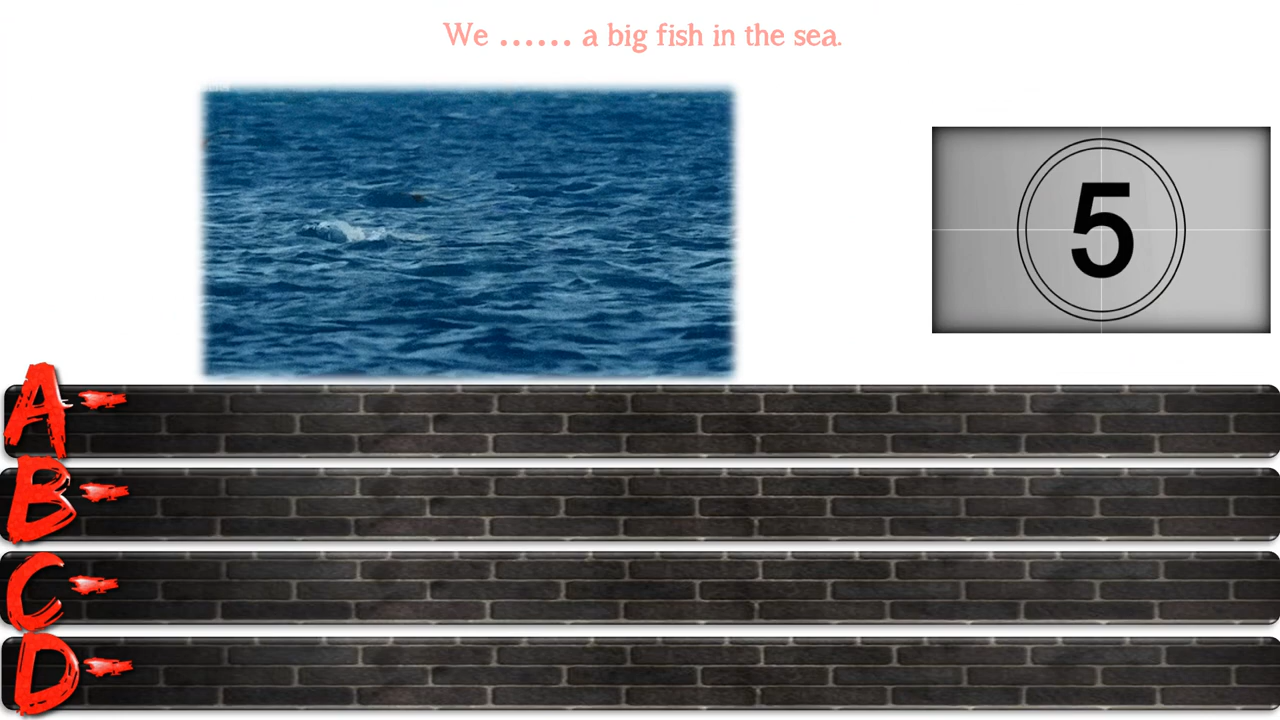 We ...... a big fish in the sea.
5
A-
B-
C-
D-